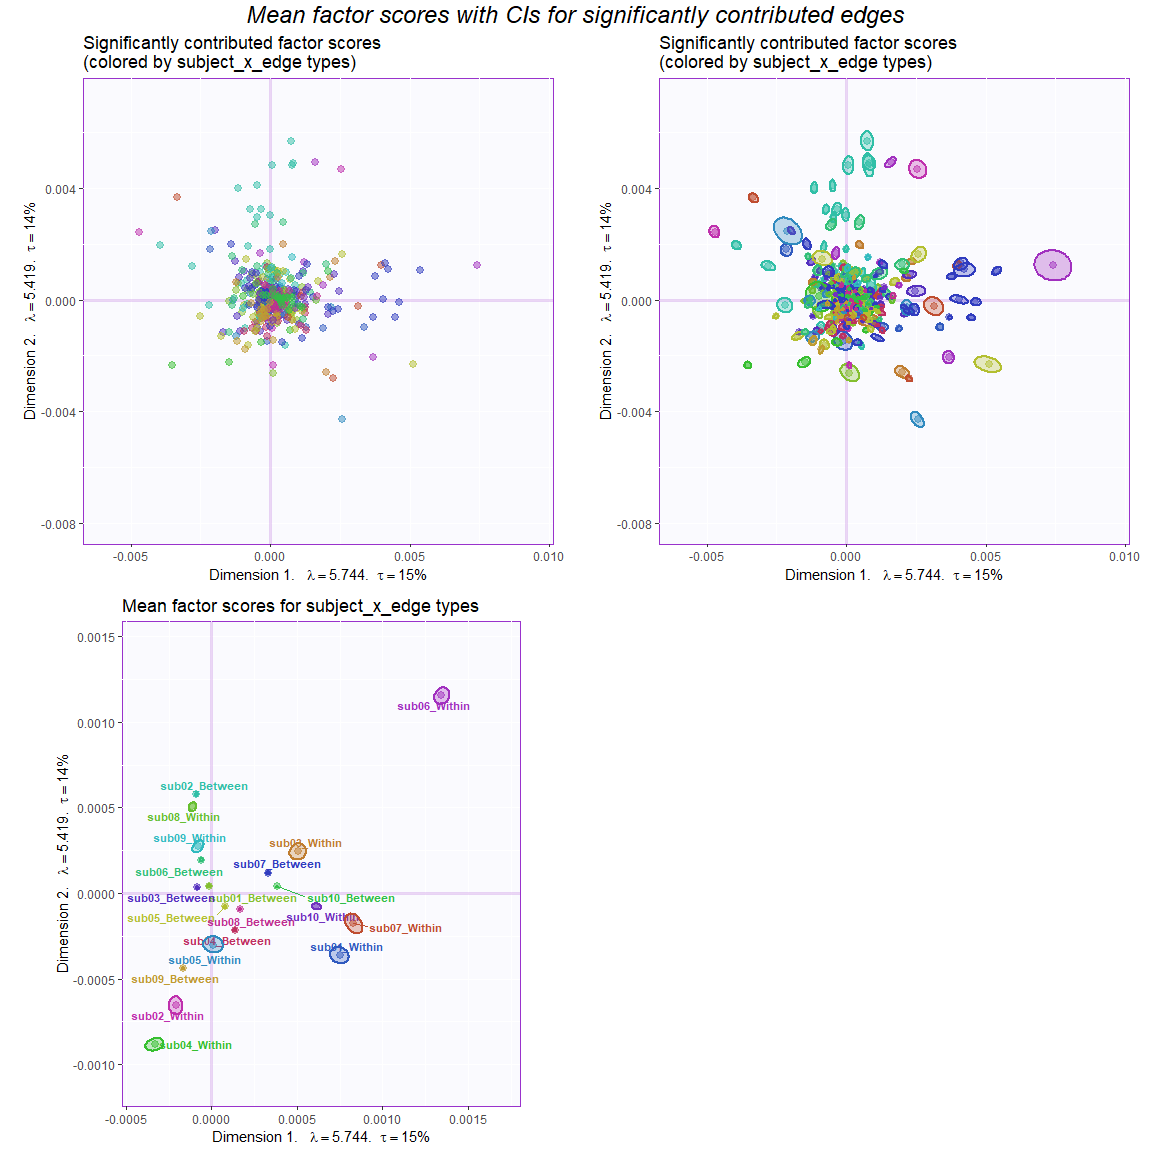 Mean factor scores with CIs for significantly contributed edges
Significantly contributed factor scores
(colored by subject_x_edge types)
0.004
0.000
-0.004
-0.008
-0.005
0.000
0.005
0.010
Dimension 1. λ = 5.744. τ = 15%
Dimension 2. λ = 5.419. τ = 14%
Significantly contributed factor scores
(colored by subject_x_edge types)
0.004
0.000
-0.004
-0.008
-0.005
0.000
0.005
0.010
Dimension 1. λ = 5.744. τ = 15%
Dimension 2. λ = 5.419. τ = 14%
Mean factor scores for subject_x_edge types
0.0015
0.0010
0.0005
0.0000
-0.0005
-0.0010
sub06_Within
sub02_Between
sub08_Within
sub09_Within
sub03_Within
sub07_Between
sub06_Between
sub03_Between
sub01_Between
sub10_Between
sub05_Between
sub10_Within
sub08_Between
sub07_Within
sub04_Between
sub01_Within
sub05_Within
sub09_Between
sub02_Within
sub04_Within
-0.0005
0.0000
0.0005
0.0010
0.0015
Dimension 1. λ = 5.744. τ = 15%
Dimension 2. λ = 5.419. τ = 14%